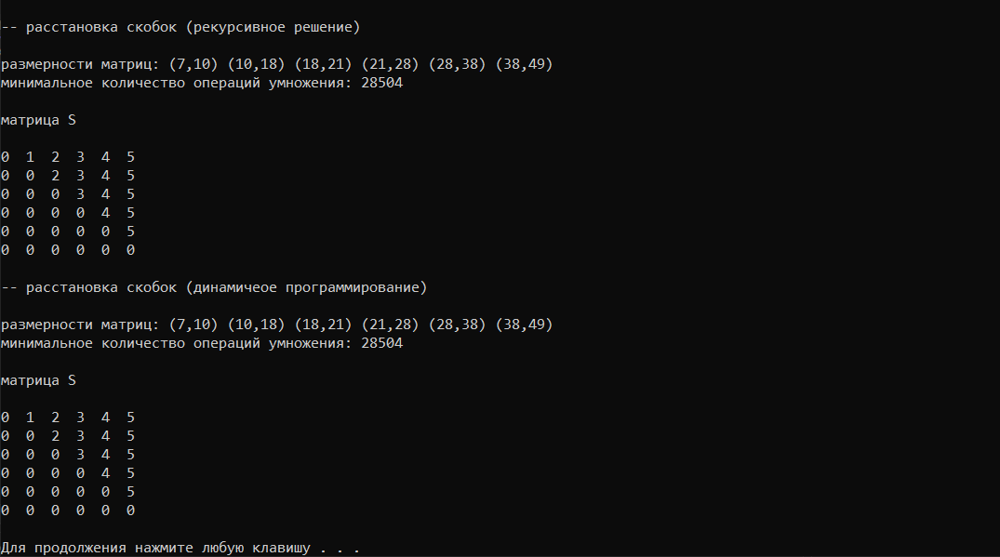 -- расстановка скобок (рекурсивное решение)
размерности матриц: (7,10) (10,18) (18,21) (21,28) (28,38) (38,49)
минимальное количество операций умножения: 28504
матрица S
0 1 2 3 4 5
0 0 2 3 4 5
0 0 0 3 4 5
0 0 0 0 4 5
0 0 0 0 0 5
0 0 0 0 0 0
-- расстановка скобок (динамичеое программирование)
размерности матриц: (7,10) (10,18) (18,21) (21,28) (28,38) (38,49)
минимальное количество операций умножения: 28504
матрица S
0 1 2 3 4 5
0 0 2 3 4 5
0 0 0 3 4 5
0 0 0 0 4 5
0 0 0 0 0 5
0 0 0 0 0 0
Для продолжения нажмите любую клавишу . . .